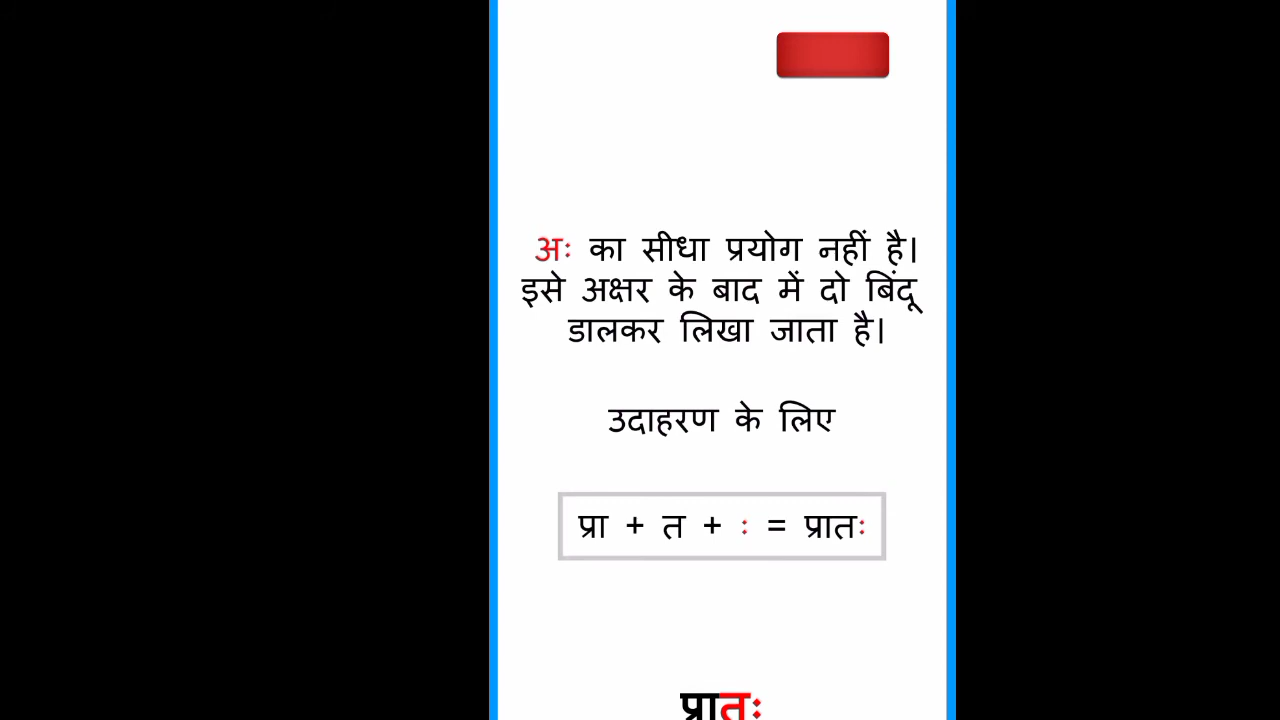 अः का सीधा प्रयोग नहीं है।
इसे अक्षर के बाद में दो बिंदू
डालकर लिखा जाता है।
उदाहरण के लिए
प्रा + त + ः = प्रातः
प्रातः